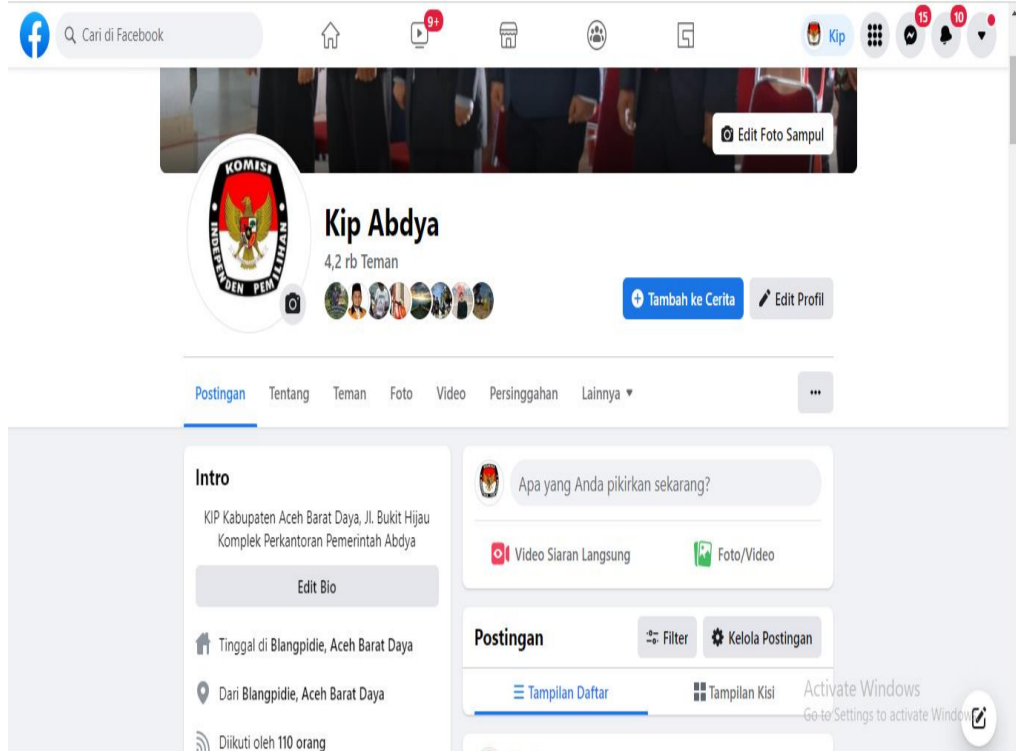 Cari di Facebook
9+
Kip
15
10
Edit Foto Sampul
KOMISI
INDEPENDEN PEMILIHAN
Kip Abdya
4,2 rb Teman
Tambah ke Cerita
Edit Profil
Postingan Tentang Teman Foto Video Persinggahan Lainnya
Intro
KIP Kabupaten Aceh Barat Daya, Jl. Bukit Hijau
Komplek Perkantoran Pemerintah Abdya
Edit Bio
Tinggal di Blangpidie, Aceh Barat Daya
Dari Blangpidie, Aceh Barat Daya
Diikuti oleh 110 orang
Apa yang Anda pikirkan sekarang?
Video Siaran Langsung
Foto/Video
Postingan
Filter
Kelola Postingan
Tampilan Daftar
Tampilan Kisi
Activate Windows
Go to Settings to activate Windows